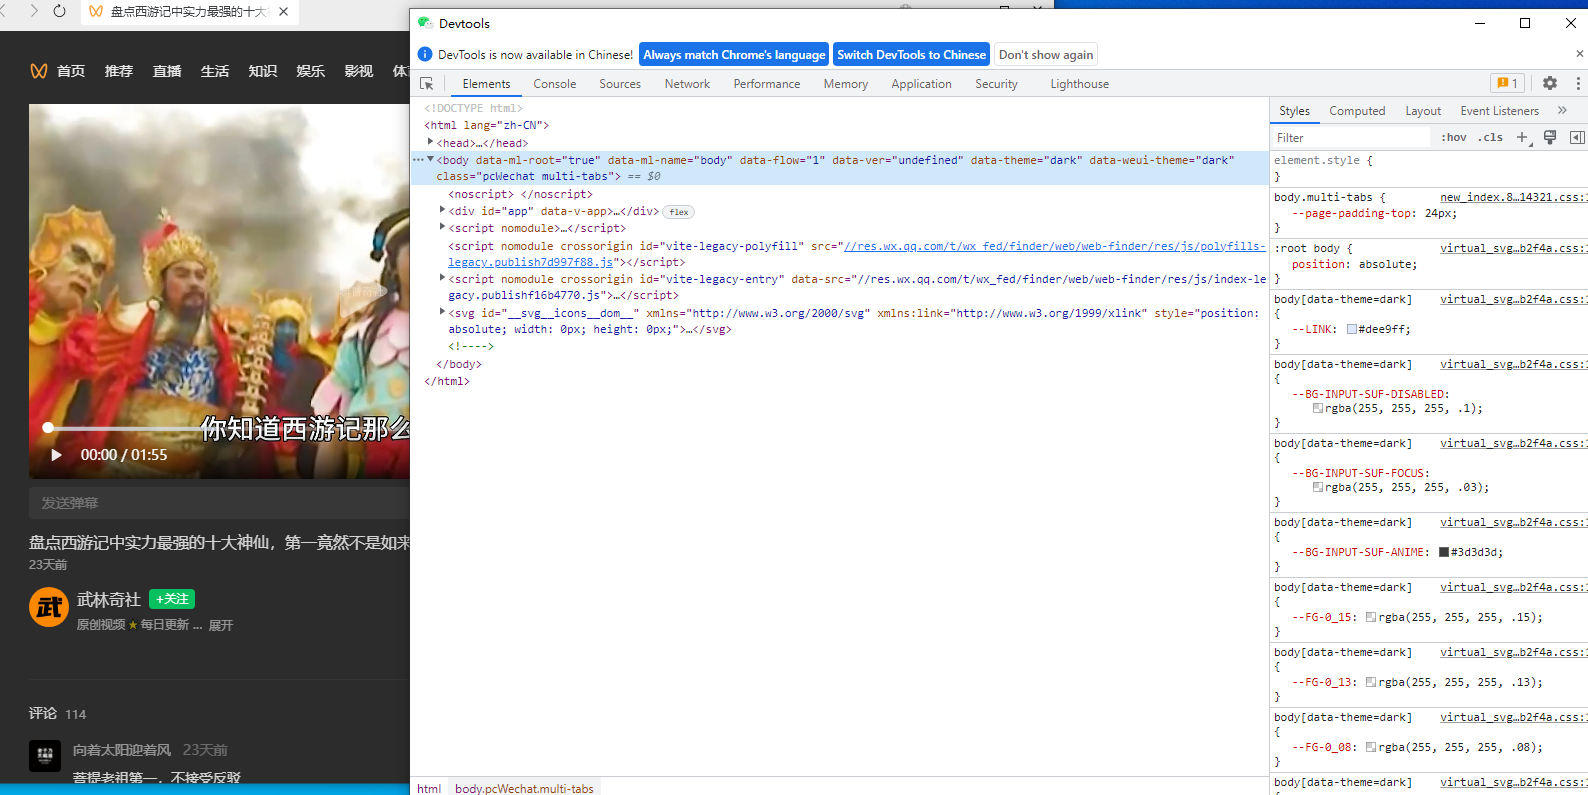 盘点西游记中实力最强的十大
首页 推荐 直播 生活 知识 娱乐 影视 体
你知道西游记那么
00:00 / 01:55
发送弹幕
盘点西游记中实力最强的十大神仙，第一竟然不是如来
23天前
武
武林奇社 +关注
原创视频★每日更新 ... 展开
评论 114
向着太阳迎着风 23天前
菩提老祖第一，不接受反驳
Devtools
DevTools is now available in Chinese! Always match Chrome's language Switch DevTools to Chinese Don't show again
Elements Console Sources Network Performance Memory Application Security Lighthouse 1
<!DOCTYPE html>
<html lang="zh-CN">
<head>…</head>
<body data-ml-root="true" data-ml-name="body" data-flow="1" data-ver="undefined" data-theme="dark" data-weui-theme="dark"
class="pcWechat multi-tabs"> == $0
<noscript> </noscript>
<div id="app" data-v-app>…</div> flex
<script nomodule>…</script>
<script nomodule crossorigin id="vite-legacy-polyfill" src="//res.wx.qq.com/t/wx_fed/finder/web/web-finder/res/js/polyfills-
legacy.publish7d997f88.js"></script>
<script nomodule crossorigin id="vite-legacy-entry" data-src="//res.wx.qq.com/t/wx_fed/finder/web/web-finder/res/js/index-le
gacy.publishf16b4770.js">…</script>
<svg id="__svg__icons__dom__" xmlns="http://www.w3.org/2000/svg" xmlns:link="http://www.w3.org/1999/xlink" style="position:
absolute; width: 0px; height: 0px;">…</svg>
<!---->
</body>
</html>
html body.pcWechat.multi-tabs
Styles Computed Layout Event Listeners »
Filter :hov .cls +
element.style {
}
body.multi-tabs { new_index.8…14321.css:1
--page-padding-top: 24px;
}
:root body { virtual_svg…b2f4a.css:1
position: absolute;
}
body[data-theme=dark] virtual_svg…b2f4a.css:1
{
--LINK: #dee9ff;
}
body[data-theme=dark] virtual_svg…b2f4a.css:1
{
--BG-INPUT-SUF-DISABLED:
rgba(255, 255, 255, .1);
}
body[data-theme=dark] virtual_svg…b2f4a.css:1
{
--BG-INPUT-SUF-FOCUS:
rgba(255, 255, 255, .03);
}
body[data-theme=dark] virtual_svg…b2f4a.css:1
{
--BG-INPUT-SUF-ANIME: #3d3d3d;
}
body[data-theme=dark] virtual_svg…b2f4a.css:1
{
--FG-0_15: rgba(255, 255, 255, .15);
}
body[data-theme=dark] virtual_svg…b2f4a.css:1
{
--FG-0_13: rgba(255, 255, 255, .13);
}
body[data-theme=dark] virtual_svg…b2f4a.css:1
{
--FG-0_08: rgba(255, 255, 255, .08);
}
body[data-theme=dark] virtual_svg…b2f4a.css:1